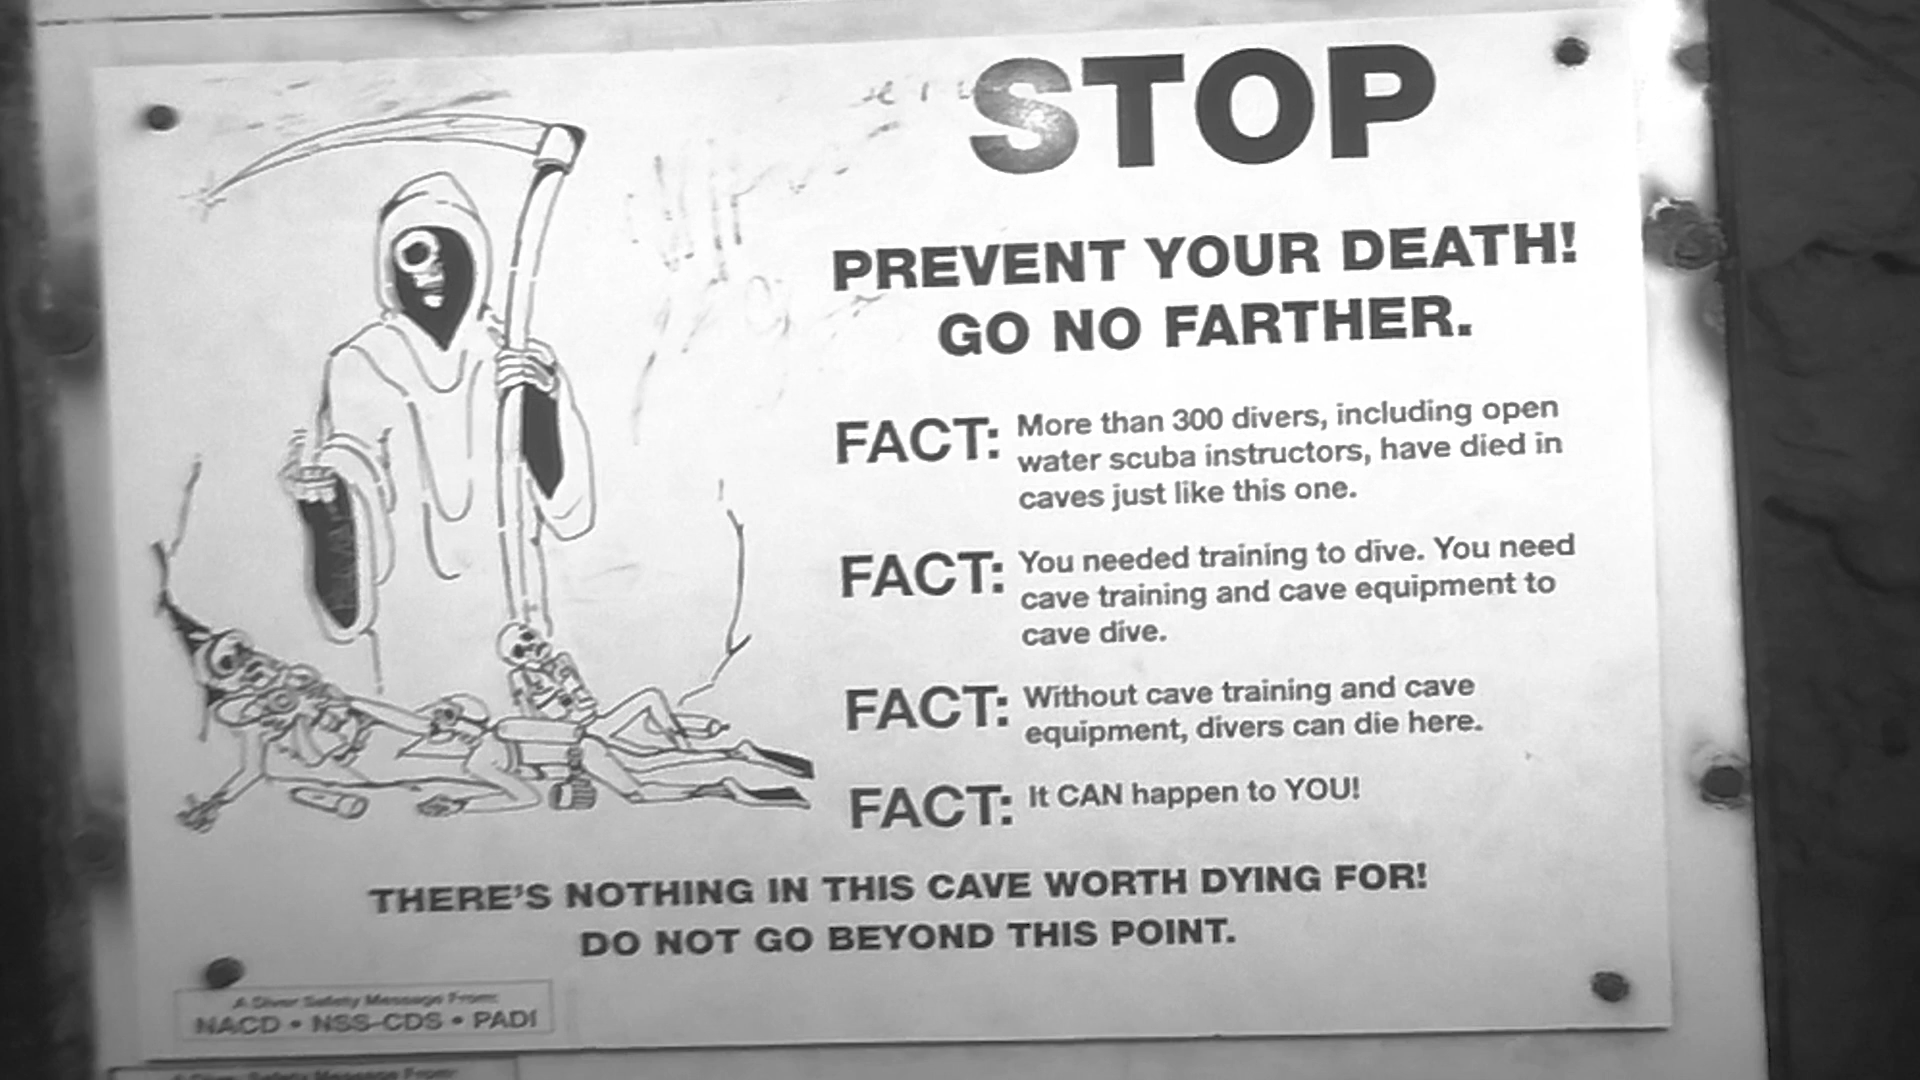 STOP
PREVENT YOUR DEATH!
GO NO FARTHER.
FACT: More than 300 divers, including open
water scuba instructors, have died in
caves just like this one.
FACT: You needed training to dive. You need
cave training and cave equipment to
cave dive.
FACT: Without cave training and cave
equipment, divers can die here.
FACT: It CAN happen to YOU!
THERE'S NOTHING IN THIS CAVE WORTH DYING FOR!
DO NOT GO BEYOND THIS POINT.
A Diver Safety Message From:
NACD • NSS-CDS • PADI
A Diver Safety Message From: